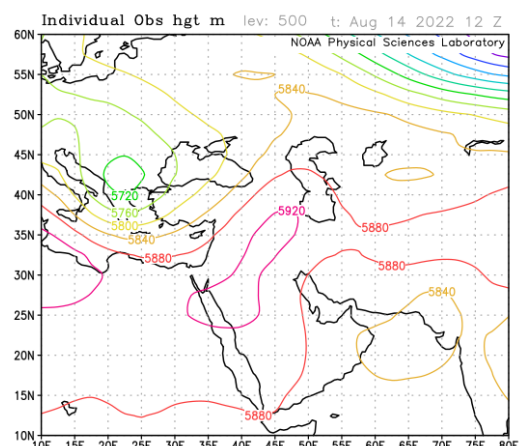 Individual Obs hgt m lev: 500 t: Aug 14 2022 12 Z
NOAA Physical Sciences Laboratory
60N
55N
5840
50N
45N
5720
40N
5920
5760
5800
5880
35N
5840
5880
5880
30N
5840
25N
20N
15N
5880
10N
10E 15E 20E 25E 30E 35E 40E 45E 50E 55E 60E 65E 70E 75E 80E